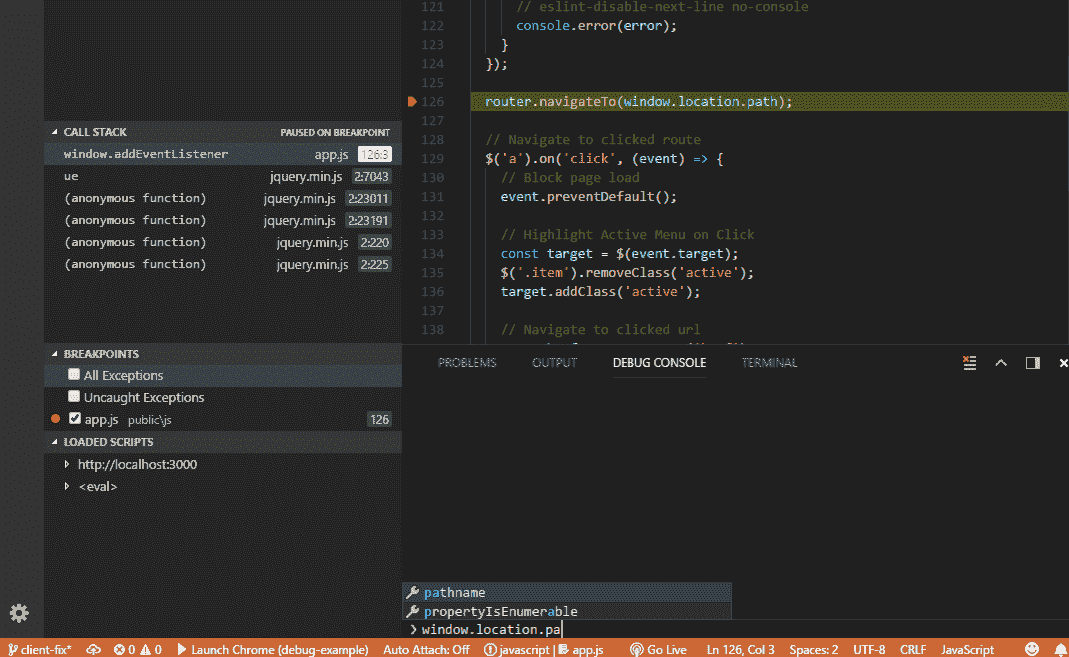 CALL STACK PAUSED ON BREAKPOINT
window.addEventListener app.js 126:3
ue jquery.min.js 2:7043
(anonymous function) jquery.min.js 2:23011
(anonymous function) jquery.min.js 2:23191
(anonymous function) jquery.min.js 2:220
(anonymous function) jquery.min.js 2:225
BREAKPOINTS
All Exceptions
Uncaught Exceptions
app.js public\js 126
LOADED SCRIPTS
http://localhost:3000
<eval>
121 // eslint-disable-next-line no-console
122 console.error(error);
123 }
124 });
125
126 router.navigateTo(window.location.path);
127
128 // Navigate to clicked route
129 $('a').on('click', (event) => {
130 // Block page load
131 event.preventDefault();
132
133 // Highlight Active Menu on Click
134 const target = $(event.target);
135 $('.item').removeClass('active');
136 target.addClass('active');
137
138 // Navigate to clicked url
PROBLEMS OUTPUT DEBUG CONSOLE TERMINAL
pathname
propertyIsEnumerable
window.location.pa
client-fix* 0 0 Launch Chrome (debug-example) Auto Attach: Off javascript | app.js Go Live Ln 126, Col 3 Spaces: 2 UTF-8 CRLF JavaScript